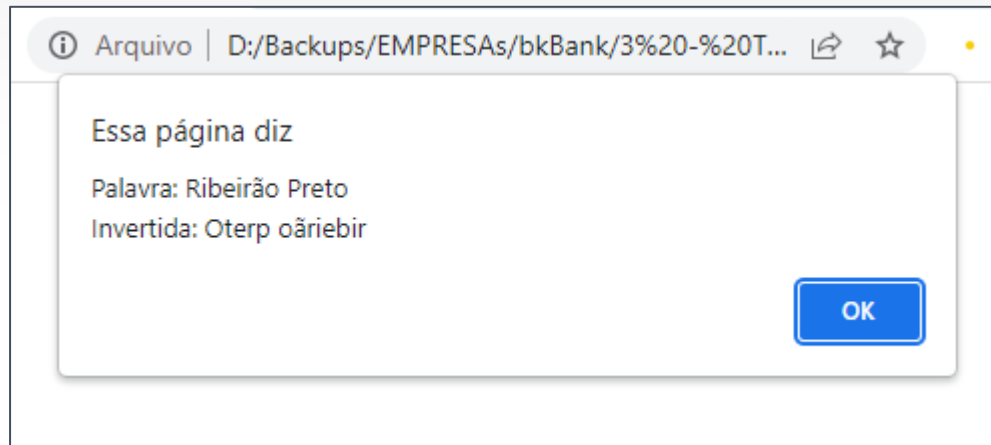 Arquivo | D:/Backups/EMPRESAs/bkBank/3%20-%20T...
Essa página diz
Palavra: Ribeirão Preto
Invertida: Oterp oãriebir
OK